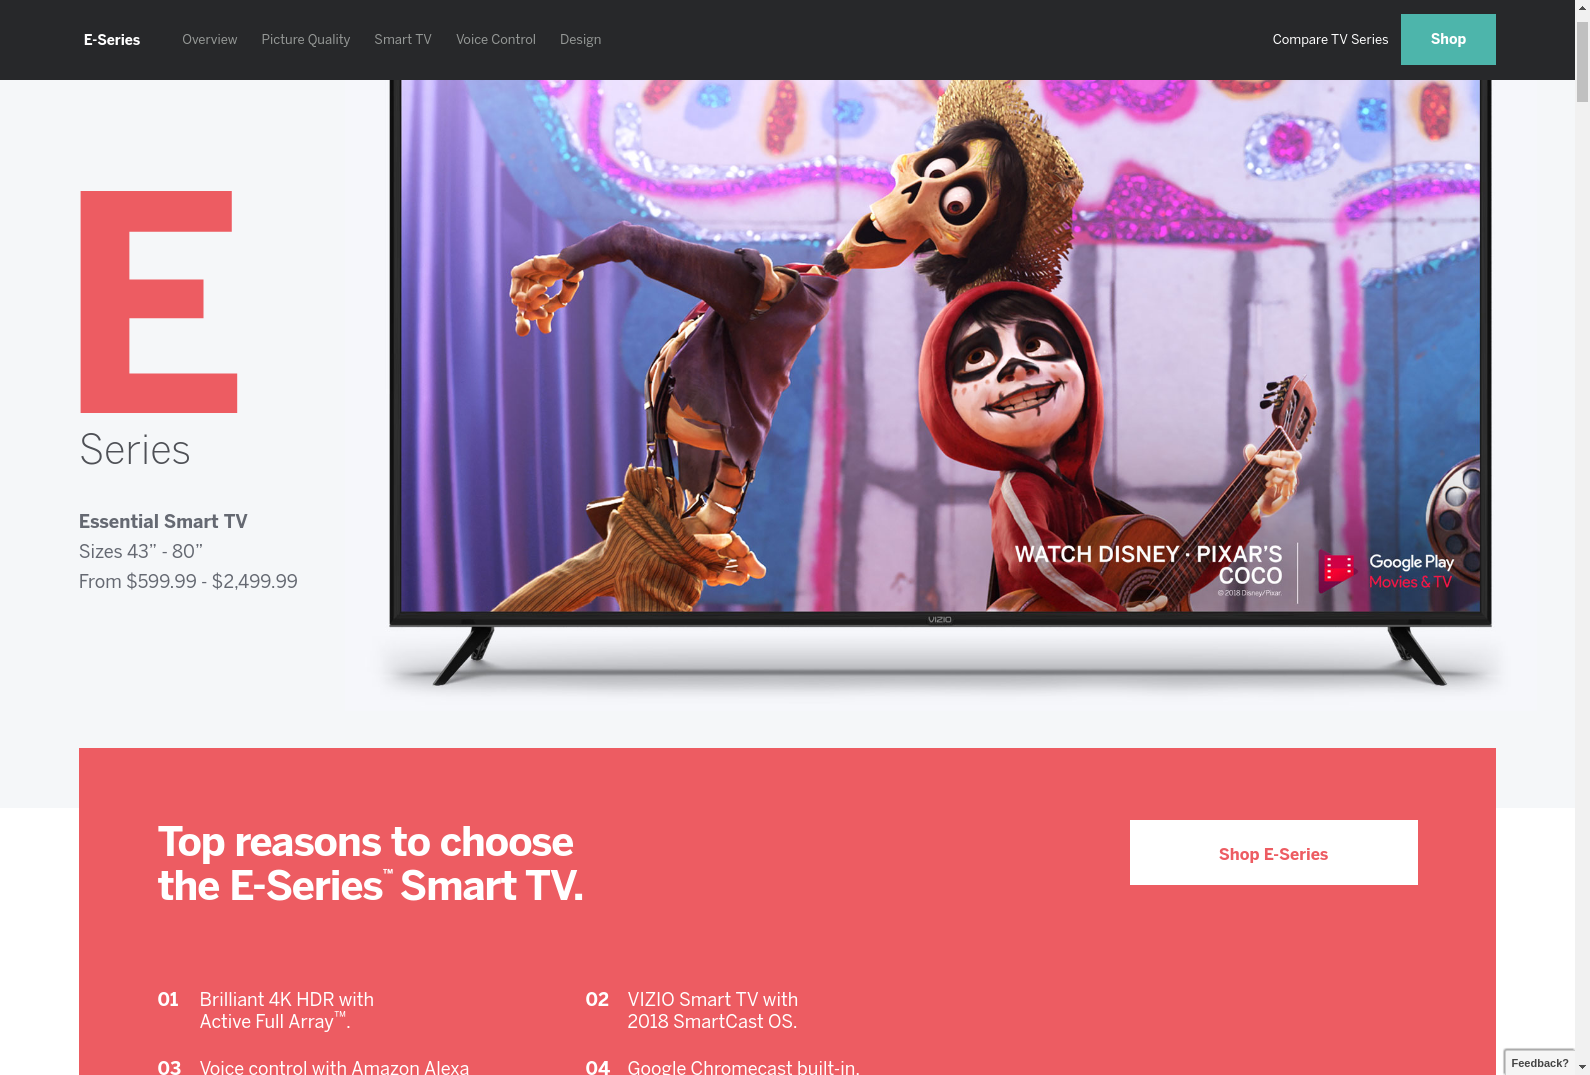 E-Series
Overview
Picture Quality
Smart TV
Voice Control
Design
Compare TV Series
Shop
E
Series
Essential Smart TV
Sizes 43” - 80”
From $599.99 - $2,499.99
WATCH DISNEY · PIXAR'S
COCO
© 2018 Disney/Pixar
Google Play
Movies & TV
VIZIO
Top reasons to choose
the E-Series™ Smart TV.
Shop E-Series
01 Brilliant 4K HDR with
Active Full Array™.
02 VIZIO Smart TV with
2018 SmartCast OS.
03 Voice control with Amazon Alexa
04 Google Chromecast built-in.
Feedback?